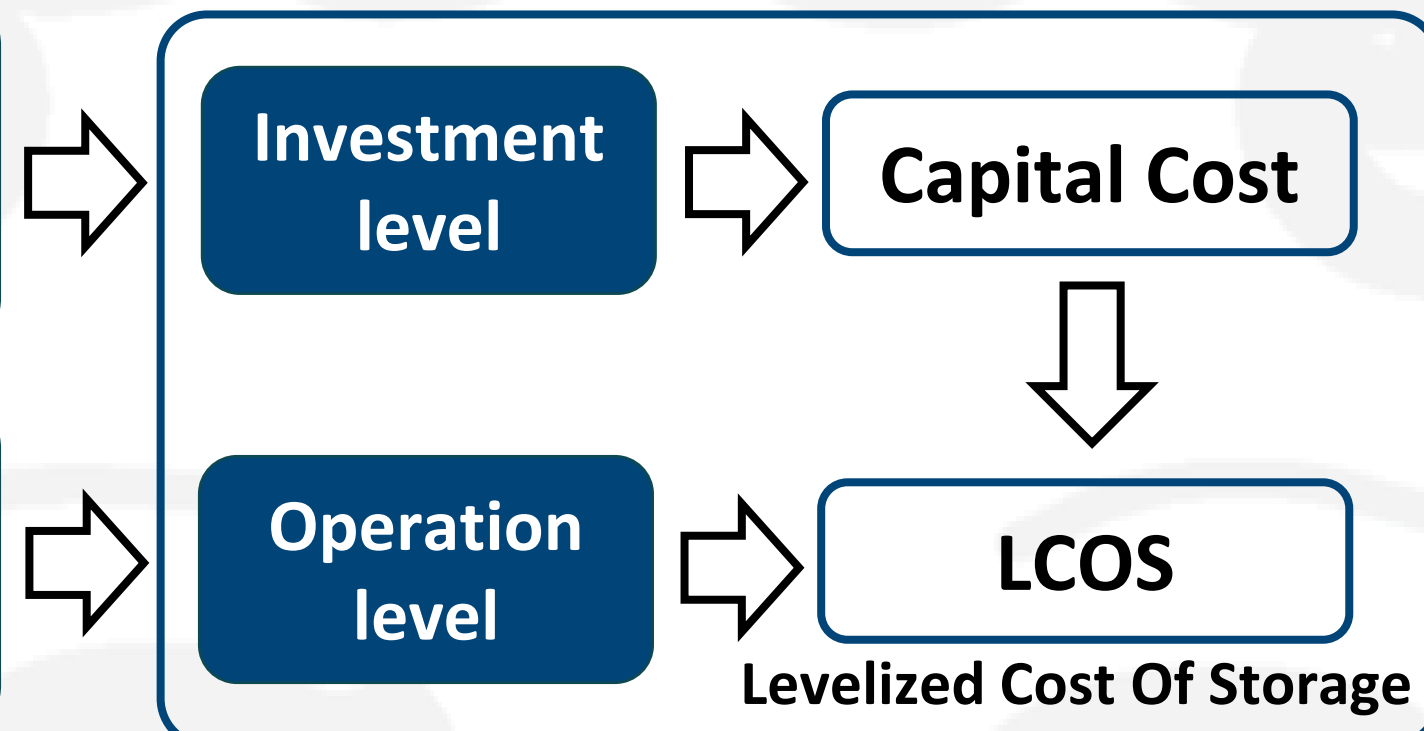 Investment
level
Capital Cost
Operation
level
LCOS
Levelized Cost Of Storage